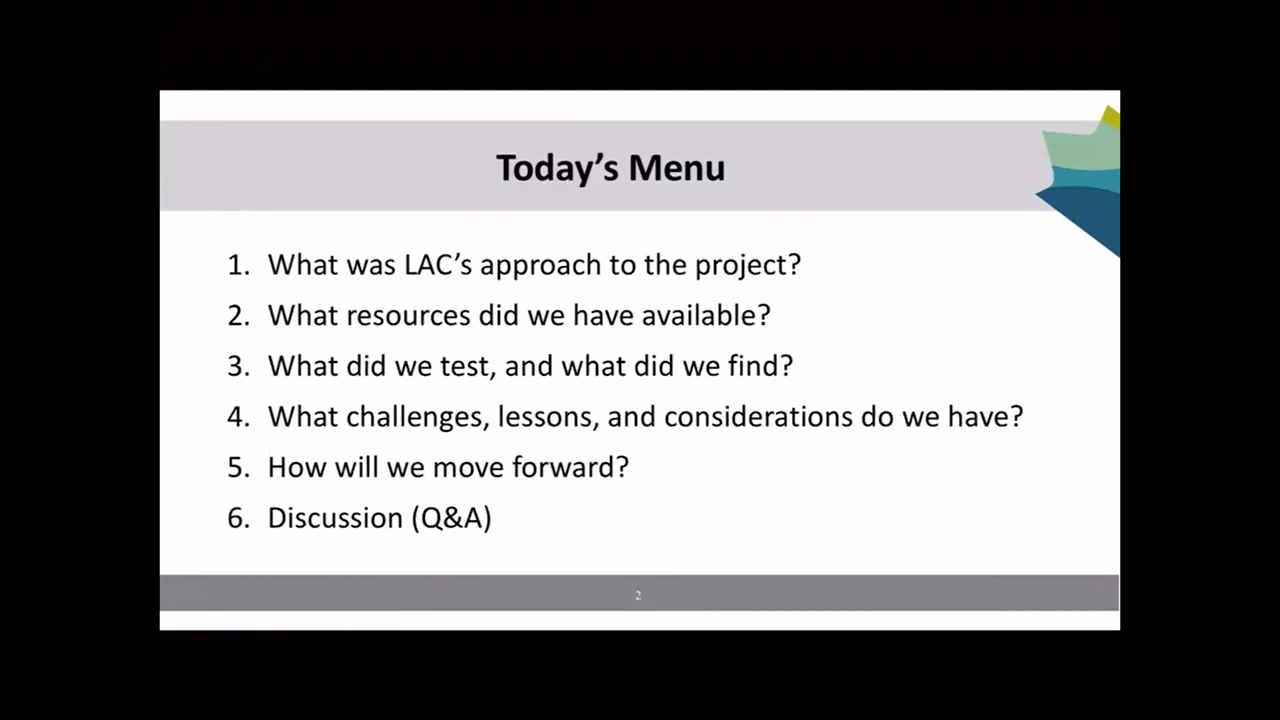 Today’s Menu
1. What was LAC’s approach to the project?
2. What resources did we have available?
3. What did we test, and what did we find?
4. What challenges, lessons, and considerations do we have?
5. How will we move forward?
6. Discussion (Q&A)
2